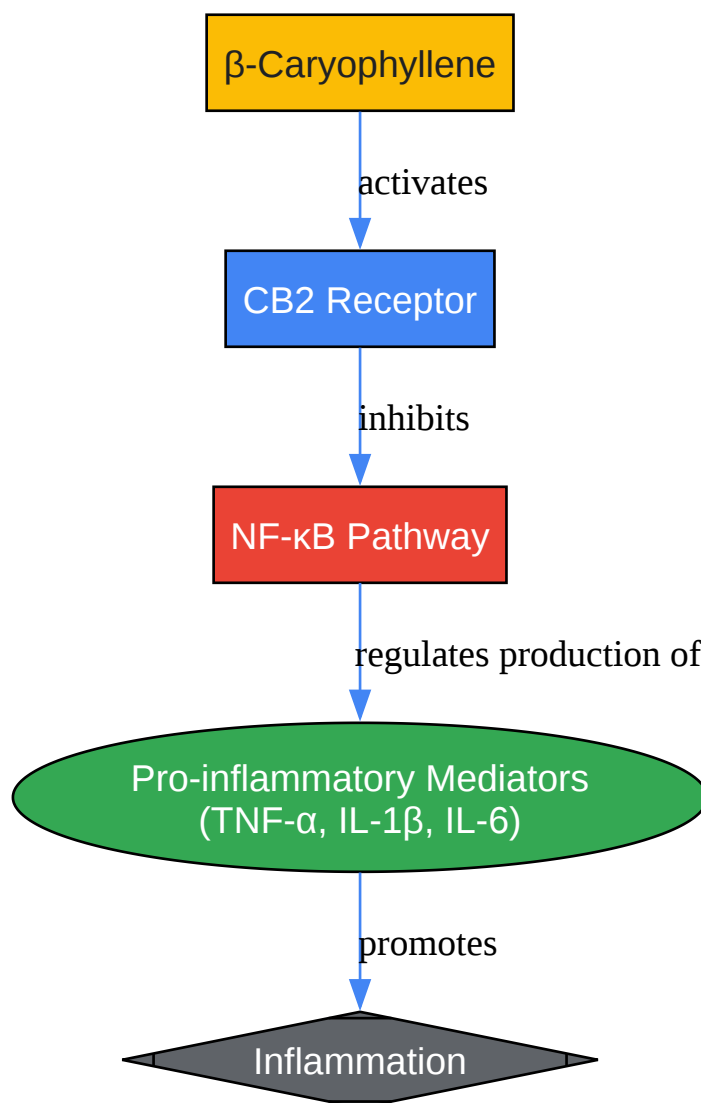 β-Caryophyllene
activates
CB2 Receptor
inhibits
NF-κB Pathway
regulates production of
Pro-inflammatory Mediators
(TNF-α, IL-1β, IL-6)
promotes
Inflammation